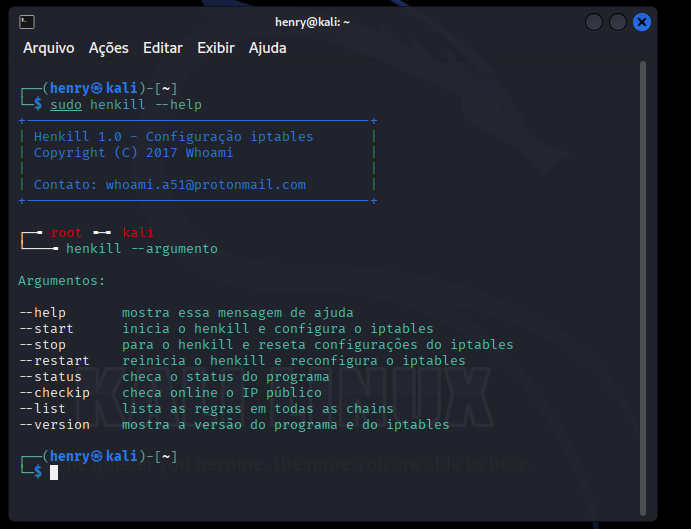 henry@kali: ~
Arquivo Ações Editar Exibir Ajuda
┌──(henry㉿kali)-[~]
└─$ sudo henkill --help
Henkill 1.0 - Configuração iptables
Copyright (C) 2017 Whoami
Contato: whoami.a51@protonmail.com
root kali
henkill --argumento
Argumentos:
--help mostra essa mensagem de ajuda
--start inicia o henkill e configura o iptables
--stop para o henkill e reseta configurações do iptables
--restart reinicia o henkill e reconfigura o iptables
--status checa o status do programa
--checkip checa online o IP público
--list lista as regras em todas as chains
--version mostra a versão do programa e do iptables
KALI LINUX
you become, the more you are able to hear
┌──(henry㉿kali)-[~]
└─$